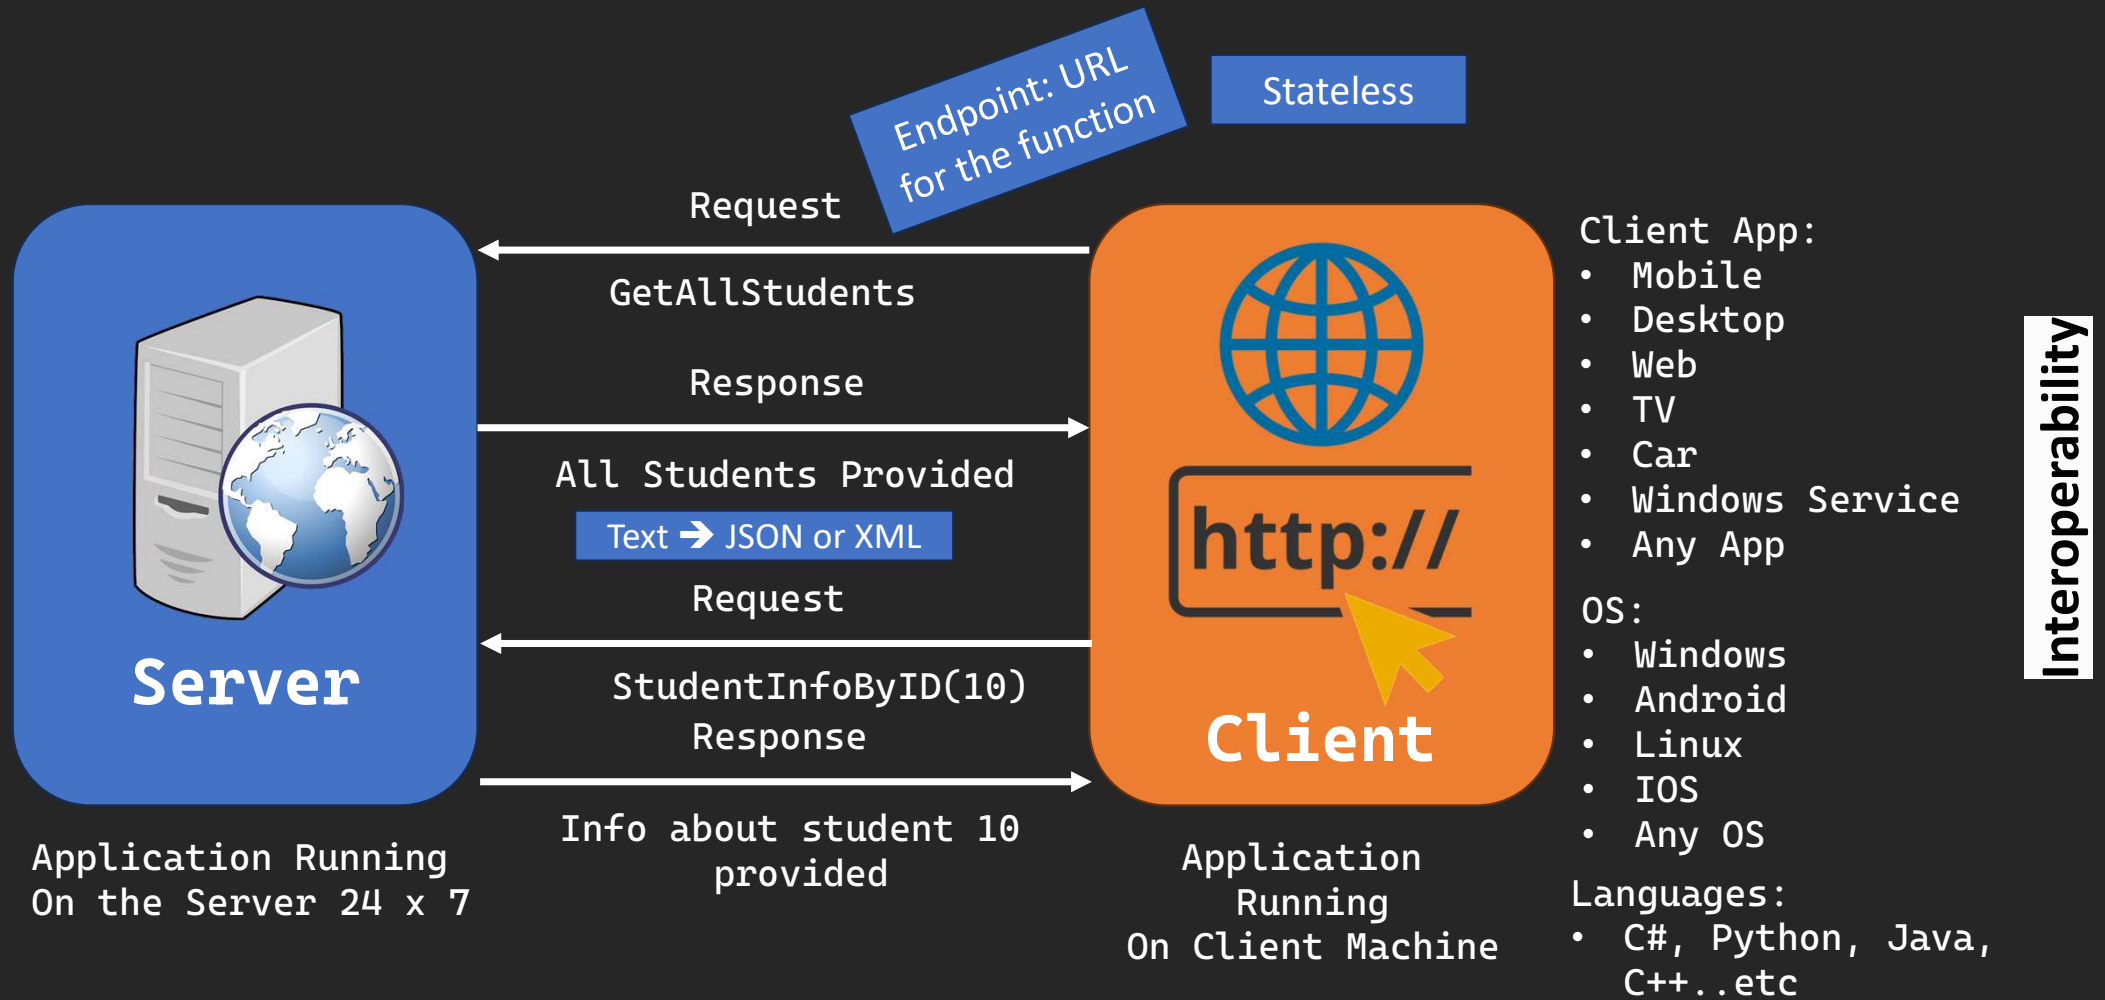 Endpoint: URL
for the function
Stateless
Request
GetAllStudents
Response
All Students Provided
Text ➔ JSON or XML
Request
StudentInfoByID(10)
Response
Info about student 10
provided
Server
Application Running
On the Server 24 x 7
http://
Client
Application
Running
On Client Machine
Client App:
• Mobile
• Desktop
• Web
• TV
• Car
• Windows Service
• Any App
OS:
• Windows
• Android
• Linux
• IOS
• Any OS
Languages:
• C#, Python, Java,
C++..etc
Interoperability